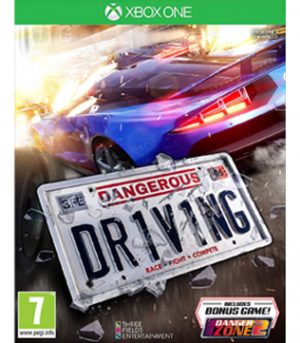 XBOX ONE
DANGEROUS
DR1V1NG
RACE • FIGHT • COMPETE
7
www.pegi.info
THREE
FIELDS
ENTERTAINMENT
INCLUDES
BONUS GAME!
DANGER
ZONE 2